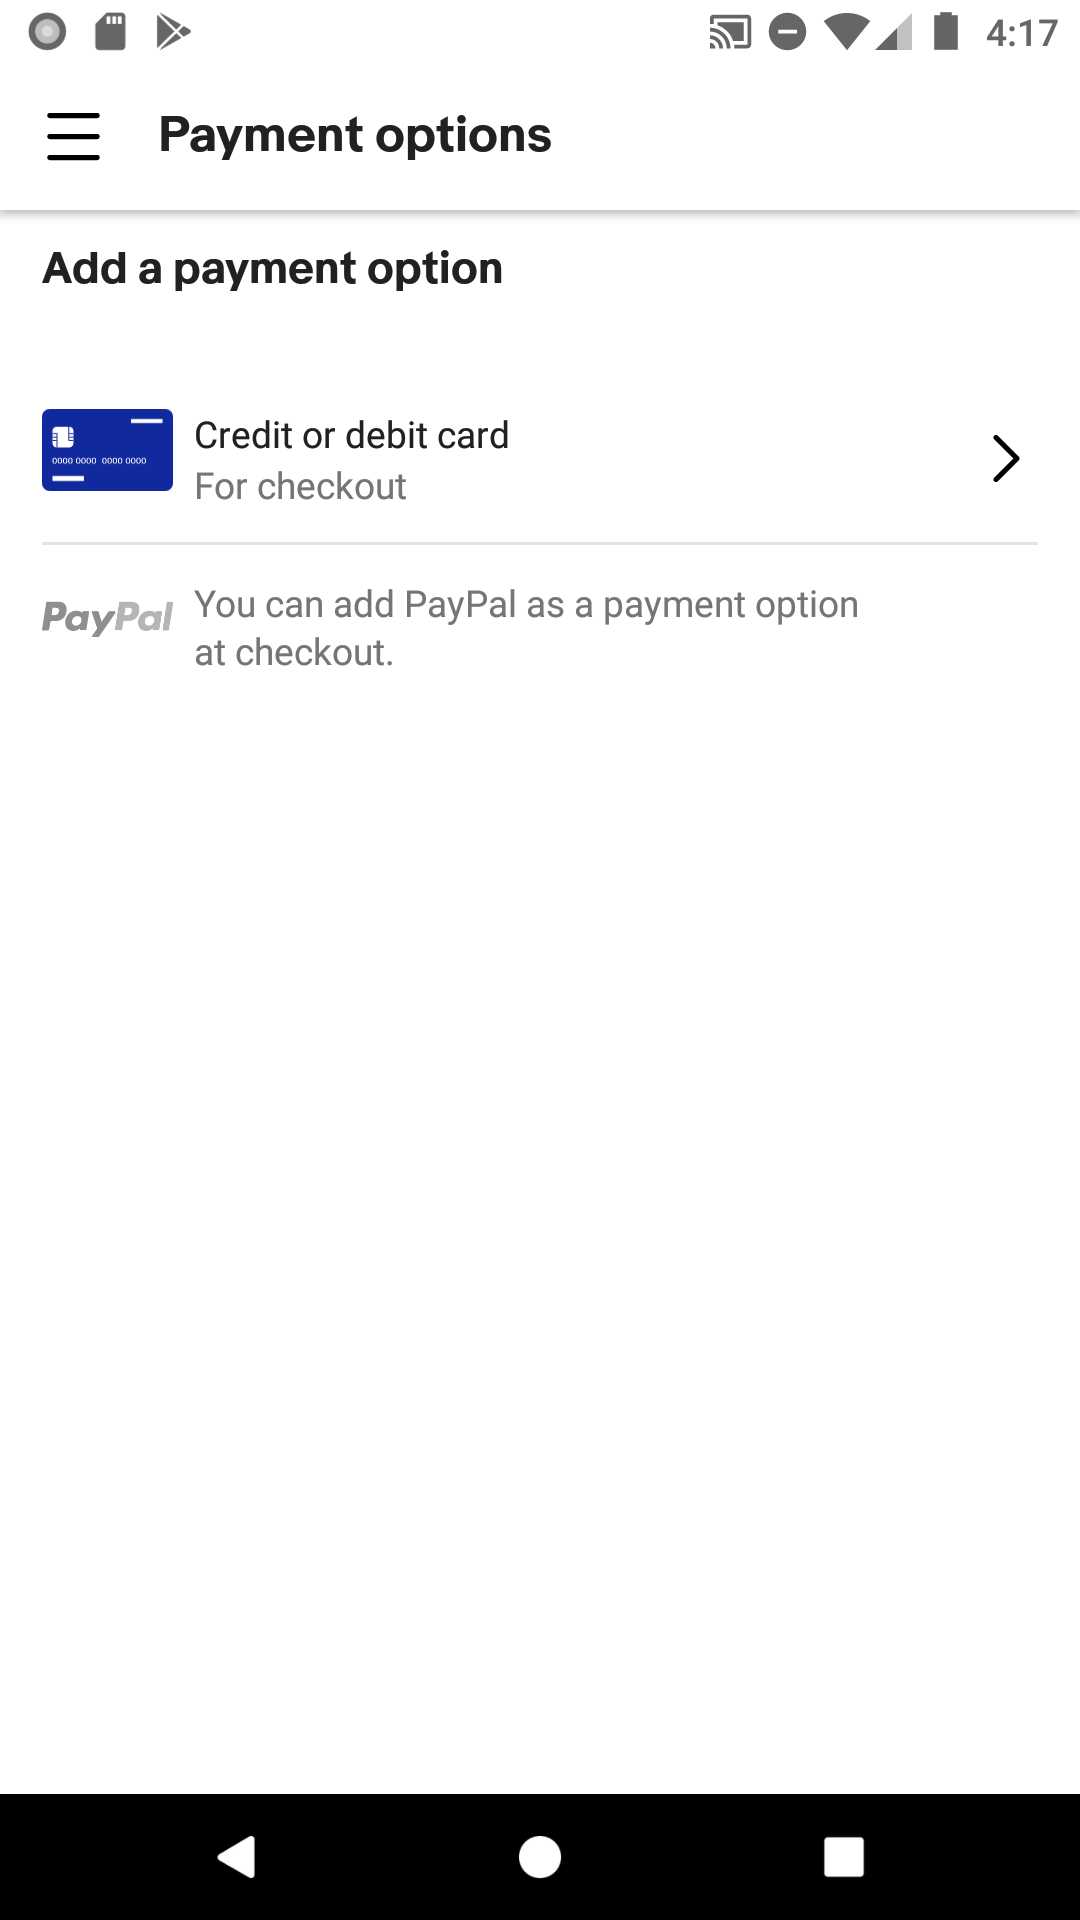 4:17
Payment options
Add a payment option
Credit or debit card
0000 0000 0000 0000
For checkout
PayPal
You can add PayPal as a payment option
at checkout.